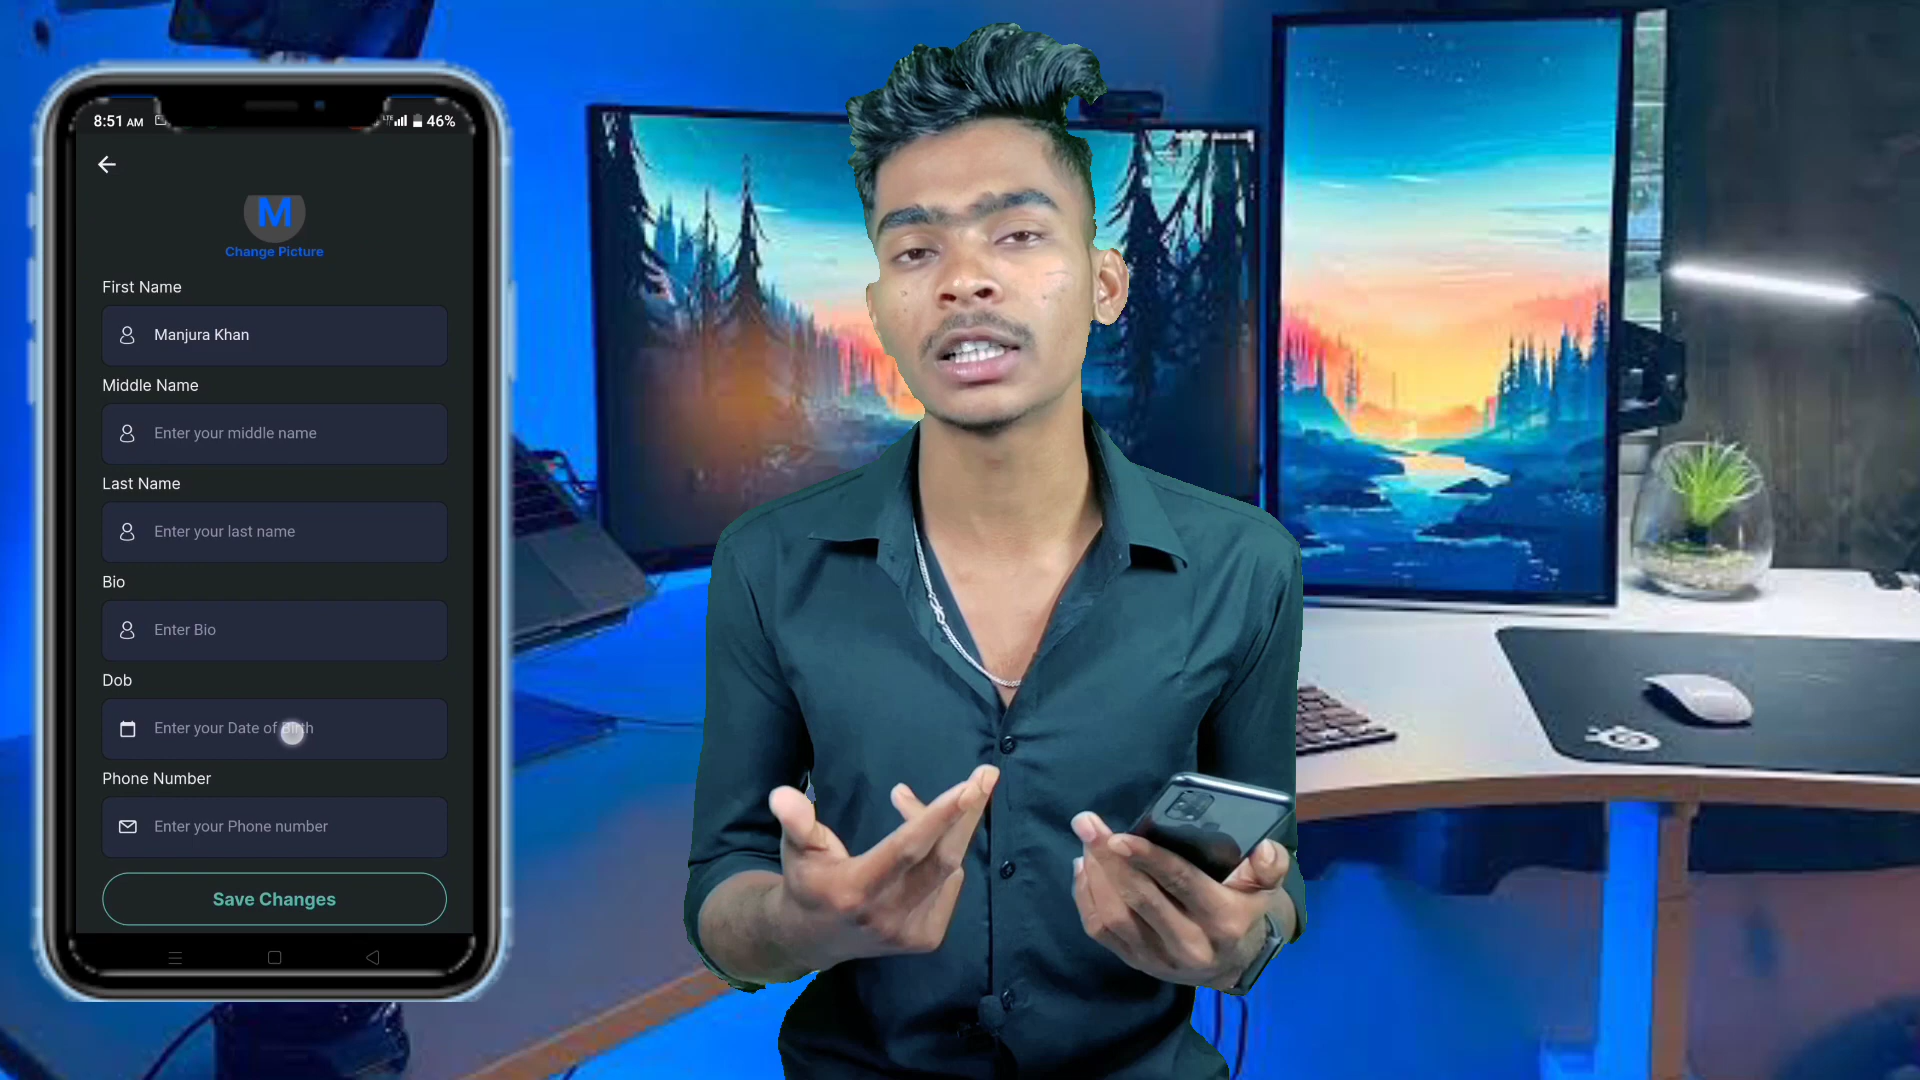 8:51 AM
LTE 46%
M
Change Picture
First Name
Manjura Khan
Middle Name
Enter your middle name
Last Name
Enter your last name
Bio
Enter Bio
Dob
Enter your Date of Birth
Phone Number
Enter your Phone number
Save Changes